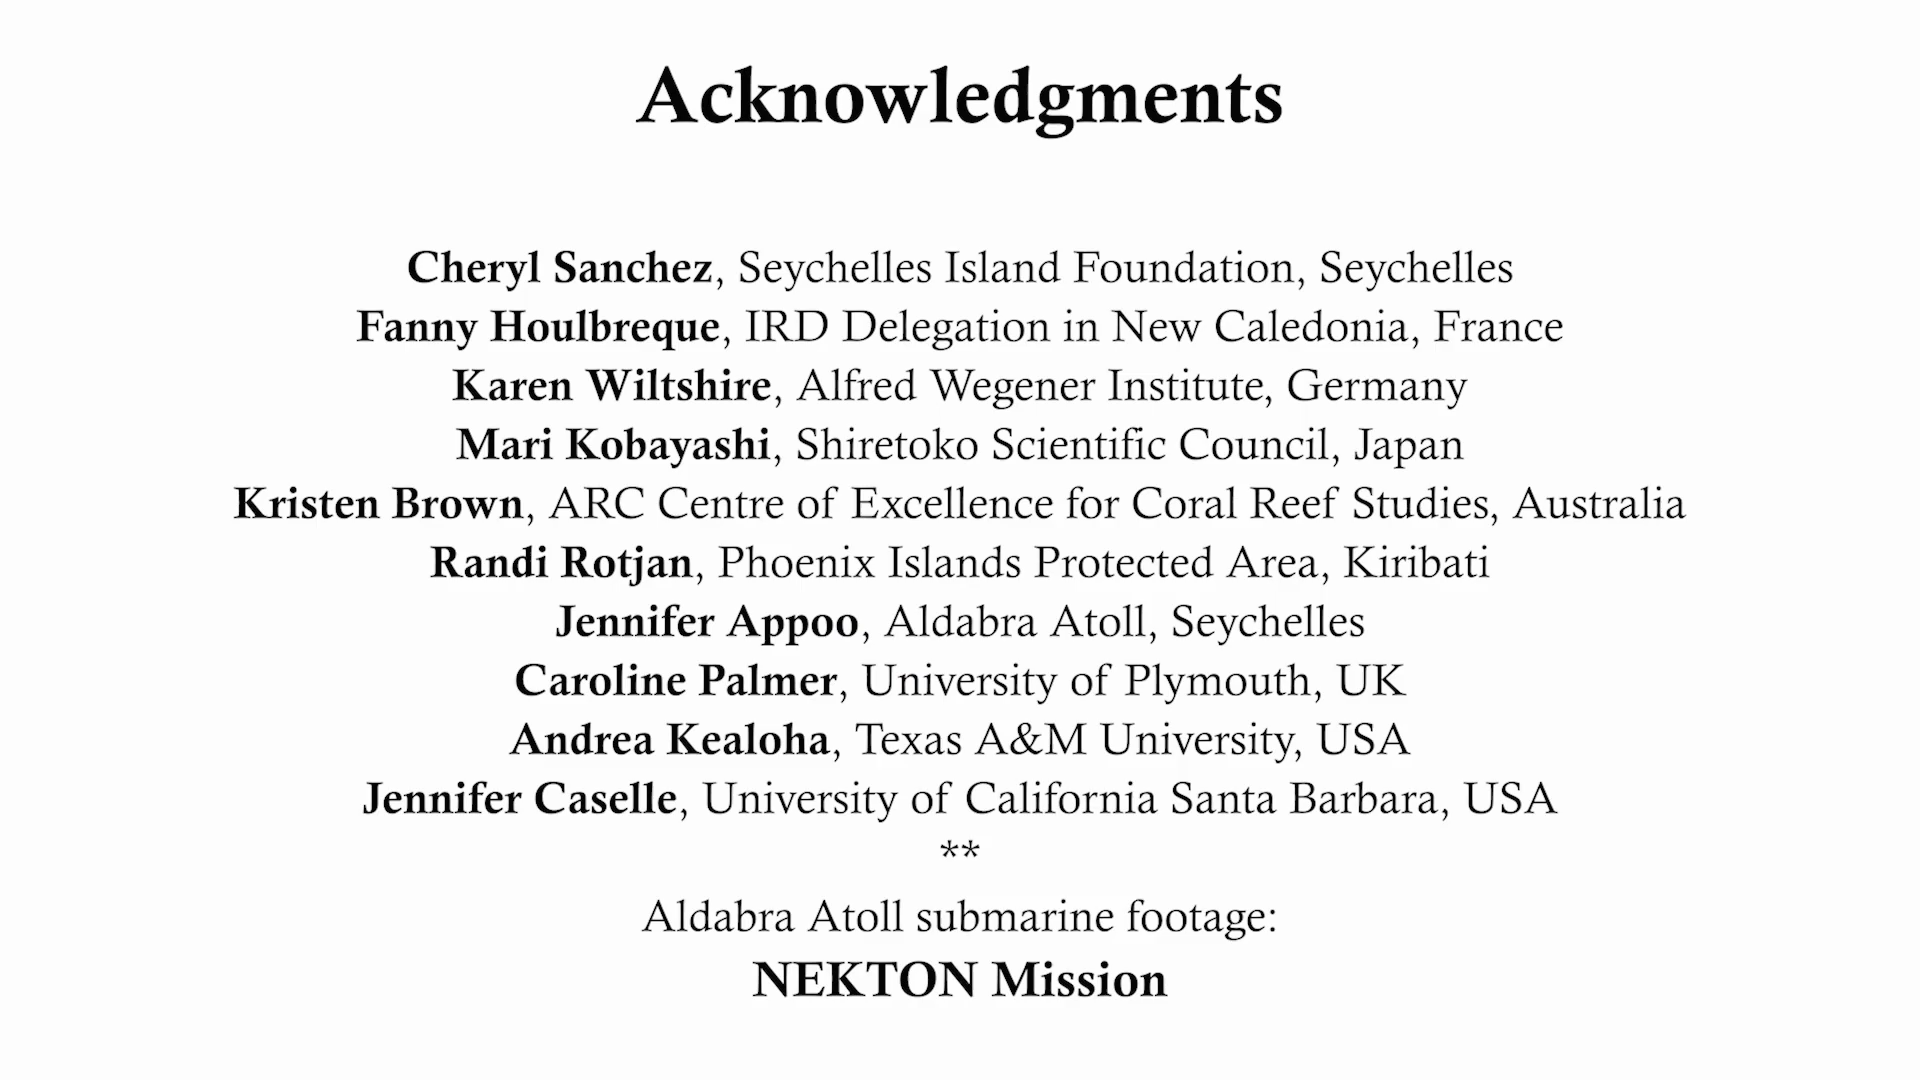 Acknowledgments
Cheryl Sanchez, Seychelles Island Foundation, Seychelles
Fanny Houlbreque, IRD Delegation in New Caledonia, France
Karen Wiltshire, Alfred Wegener Institute, Germany
Mari Kobayashi, Shiretoko Scientific Council, Japan
Kristen Brown, ARC Centre of Excellence for Coral Reef Studies, Australia
Randi Rotjan, Phoenix Islands Protected Area, Kiribati
Jennifer Appoo, Aldabra Atoll, Seychelles
Caroline Palmer, University of Plymouth, UK
Andrea Kealoha, Texas A&M University, USA
Jennifer Caselle, University of California Santa Barbara, USA
**
Aldabra Atoll submarine footage:
NEKTON Mission